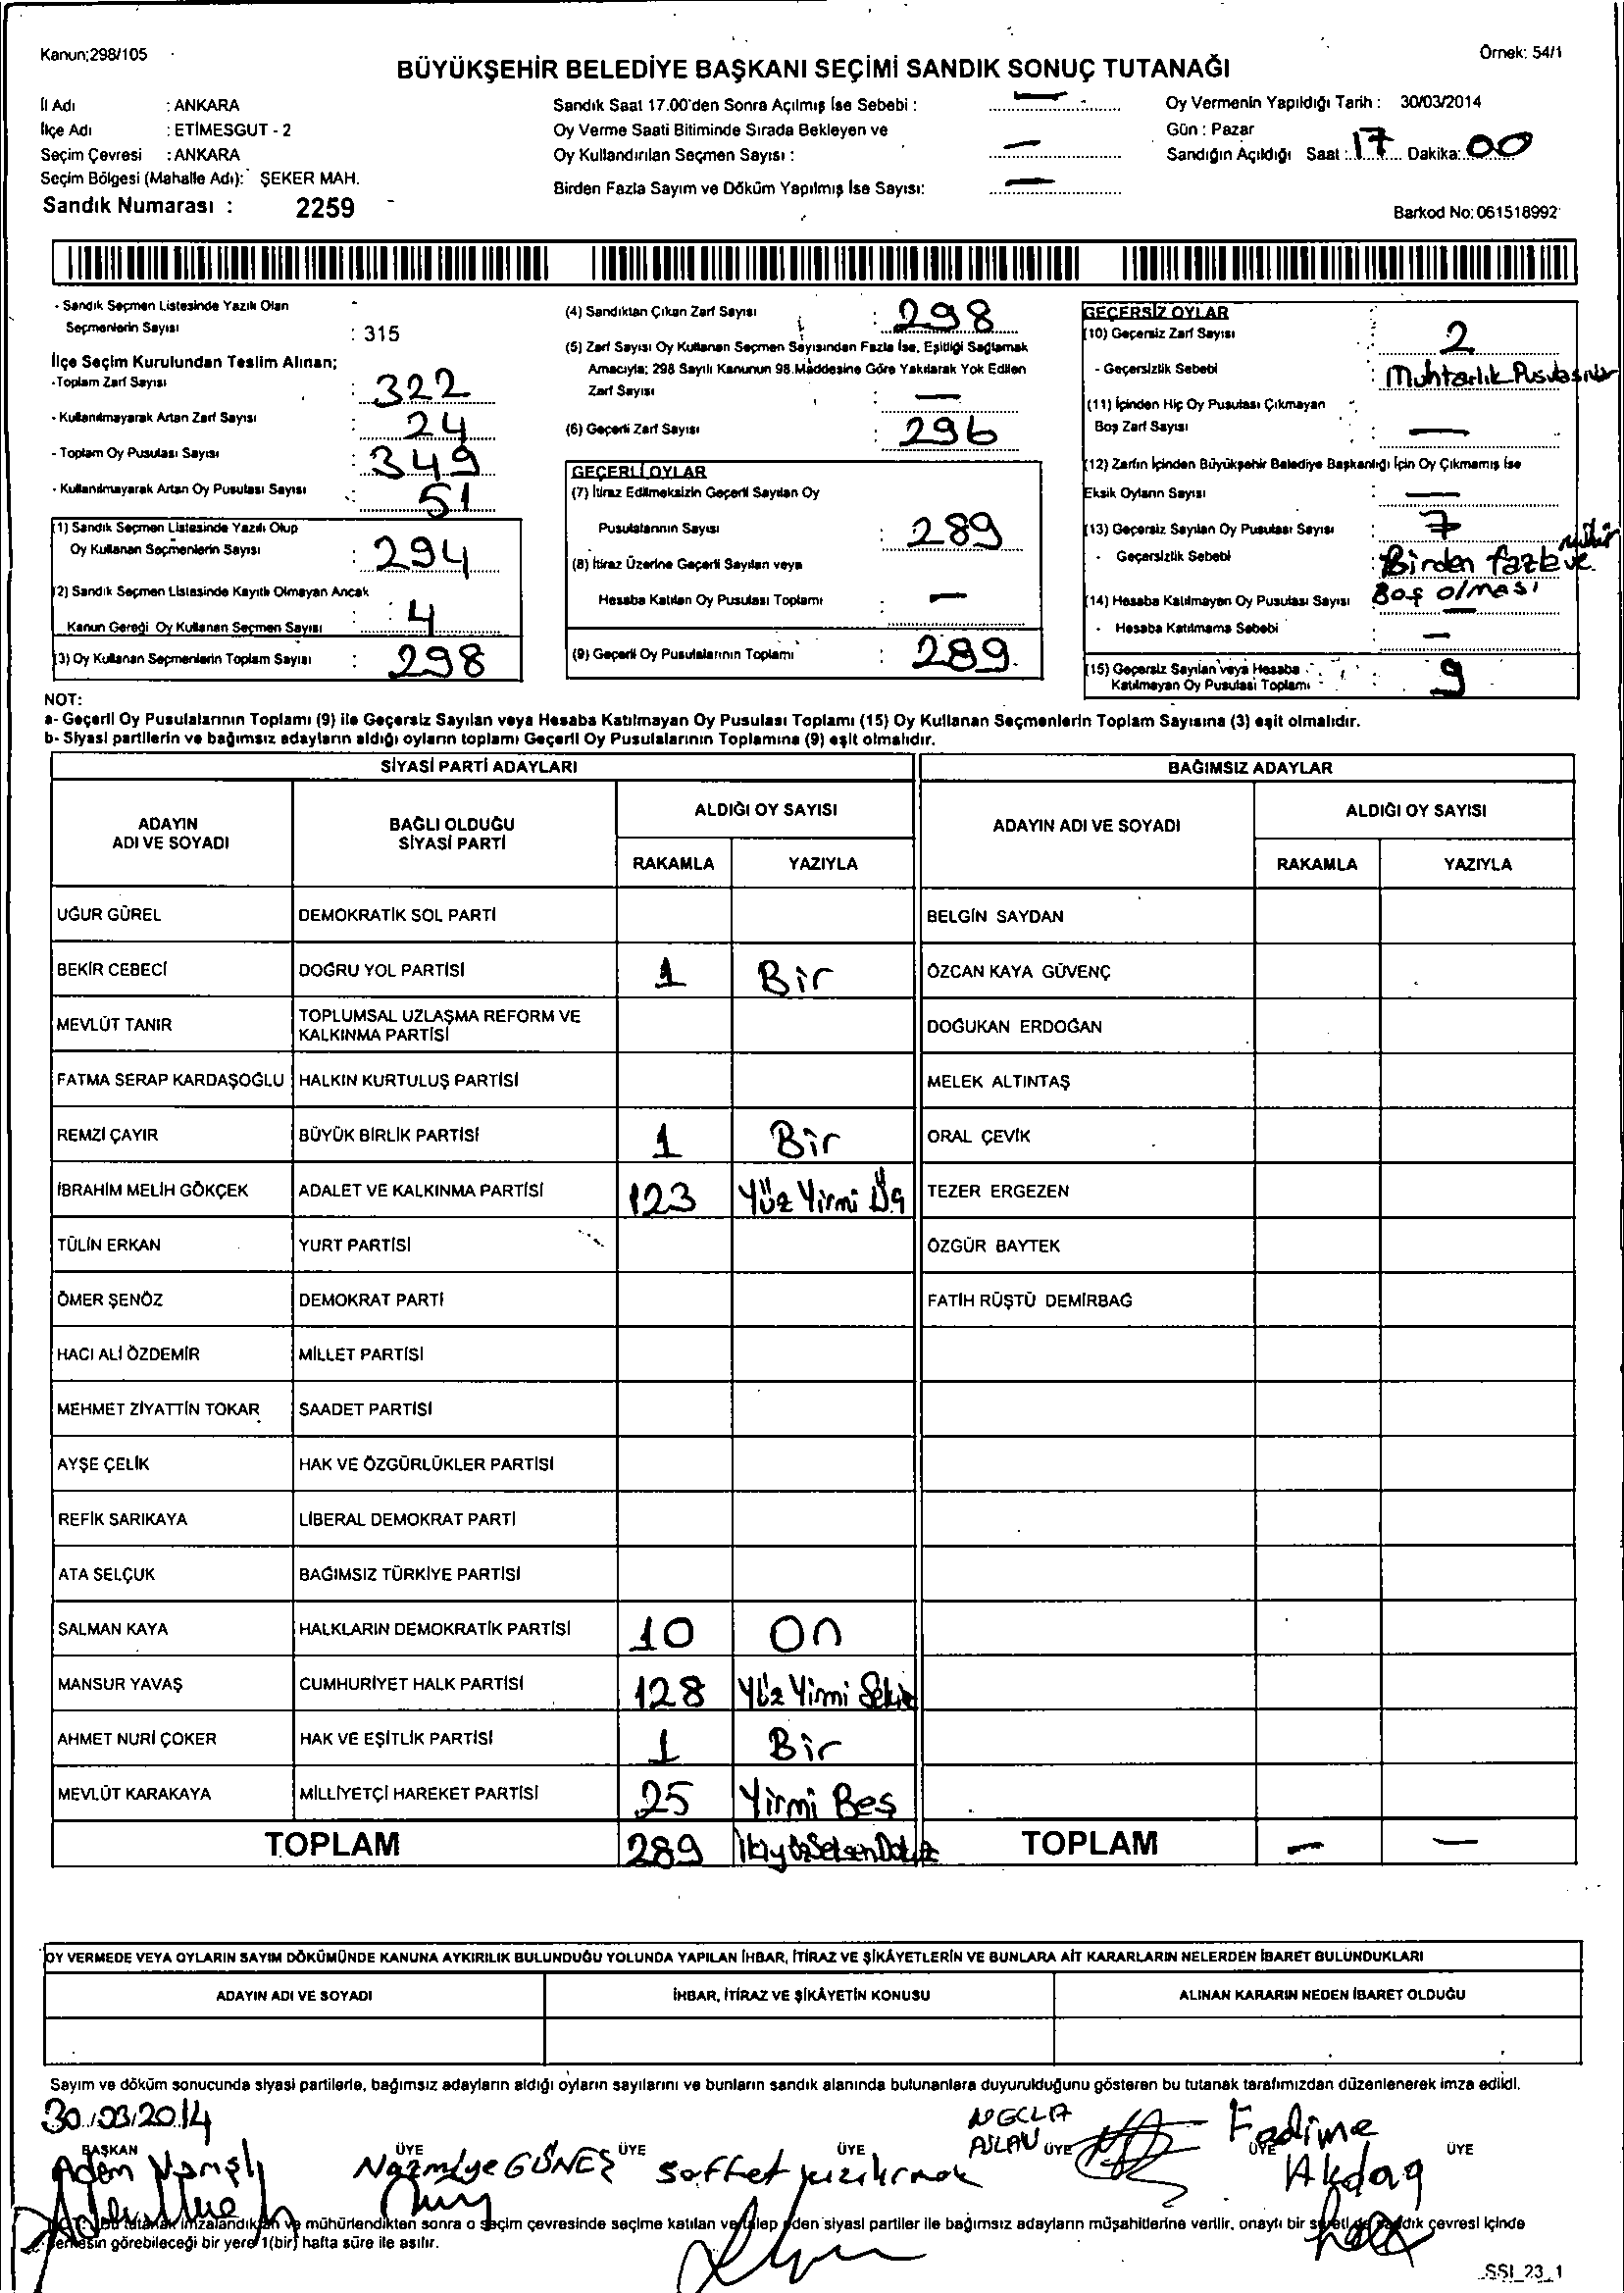 Kanun;298/105
Örnek: 54/1
BÜYÜKŞEHİR BELEDİYE BAŞKANI SEÇİMİ SANDIK SONUÇ TUTANAĞI
İl Adı : ANKARA
İlçe Adı : ETİMESGUT - 2
Seçim Çevresi : ANKARA
Seçim Bölgesi (Mahalle Adı): ŞEKER MAH.
Sandık Numarası : 2259
Sandık Saat 17.00'den Sonra Açılmış İse Sebebi : —
Oy Verme Saati Bitiminde Sırada Bekleyen ve
Oy Kullandırılan Seçmen Sayısı : —
Birden Fazla Sayım ve Döküm Yapılmış İse Sayısı: —
Oy Vermenin Yapıldığı Tarih : 30/03/2014
Gün : Pazar
Sandığın Açıldığı Saat : 17 Dakika: 00
Barkod No: 061518992
- Sandık Seçmen Listesinde Yazılı Olan
Seçmenlerin Sayısı : 315
İlçe Seçim Kurulundan Teslim Alınan;
-Toplam Zarf Sayısı : 322
- Kullanılmayarak Artan Zarf Sayısı : 24
- Toplam Oy Pusulası Sayısı : 349
- Kullanılmayarak Artan Oy Pusulası Sayısı : 51
(1) Sandık Seçmen Listesinde Yazılı Olup
Oy Kullanan Seçmenlerin Sayısı : 294
(2) Sandık Seçmen Listesinde Kayıtlı Olmayan Ancak
Kanun Gereği Oy Kullanan Seçmen Sayısı : 4
(3) Oy Kullanan Seçmenlerin Toplam Sayısı : 298
(4) Sandıktan Çıkan Zarf Sayısı : 298
(5) Zarf Sayısı Oy Kullanan Seçmen Sayısından Fazla İse, Eşitliği Sağlamak
Amacıyla; 298 Sayılı Kanunun 98.Maddesine Göre Yakılarak Yok Edilen
Zarf Sayısı : —
(6) Geçerli Zarf Sayısı : 296
GEÇERLİ OYLAR
(7) İtiraz Edilmeksizin Geçerli Sayılan Oy
Pusulalarının Sayısı : 289
(8) İtiraz Üzerine Geçerli Sayılan veya
Hesaba Katılan Oy Pusulası Toplamı : —
(9) Geçerli Oy Pusulalarının Toplamı : 289
GEÇERSİZ OYLAR
(10) Geçersiz Zarf Sayısı : 2
- Geçersizlik Sebebi : Muhtarlık
(11) İçinden Hiç Oy Pusulası Çıkmayan
Boş Zarf Sayısı : —
(12) Zarfın İçinden Büyükşehir Belediye Başkanlığı İçin Oy Çıkmamış İse
Eksik Oyların Sayısı : —
(13) Geçersiz Sayılan Oy Pusulası Sayısı : 7
- Geçersizlik Sebebi : Birden fazla mühür ve
Boş olması
(14) Hesaba Katılmayan Oy Pusulası Sayısı : —
- Hesaba Katılmama Sebebi : —
(15) Geçersiz Sayılan veya Hesaba
Katılmayan Oy Pusulası Toplamı : 9
NOT:
a- Geçerli Oy Pusulalarının Toplamı (9) ile Geçersiz Sayılan veya Hesaba Katılmayan Oy Pusulası Toplamı (15) Oy Kullanan Seçmenlerin Toplam Sayısına (3) eşit olmalıdır.
b- Siyasi partilerin ve bağımsız adayların aldığı oyların toplamı Geçerli Oy Pusulalarının Toplamına (9) eşit olmalıdır.
SİYASİ PARTİ ADAYLARI
BAĞIMSIZ ADAYLAR
ADAYIN ADI VE SOYADI
BAĞLI OLDUĞU SİYASİ PARTİ
ALDIĞI OY SAYISI
RAKAMLA YAZIYLA
ADAYIN ADI VE SOYADI
ALDIĞI OY SAYISI
RAKAMLA YAZIYLA
UĞUR GÜREL DEMOKRATİK SOL PARTİ BELGİN SAYDAN
BEKİR CEBECİ DOĞRU YOL PARTİSİ 1 Bir ÖZCAN KAYA GÜVENÇ
MEVLÜT TANIR TOPLUMSAL UZLAŞMA REFORM VE KALKINMA PARTİSİ DOĞUKAN ERDOĞAN
FATMA SERAP KARDAŞOĞLU HALKIN KURTULUŞ PARTİSİ MELEK ALTINTAŞ
REMZİ ÇAYIR BÜYÜK BİRLİK PARTİSİ 1 Bir ORAL ÇEVİK
İBRAHİM MELİH GÖKÇEK ADALET VE KALKINMA PARTİSİ 123 Yüz Yirmi Üç TEZER ERGEZEN
TÜLİN ERKAN YURT PARTİSİ ÖZGÜR BAYTEK
ÖMER ŞENÖZ DEMOKRAT PARTİ FATİH RÜŞTÜ DEMİRBAĞ
HACI ALİ ÖZDEMİR MİLLET PARTİSİ
MEHMET ZİYATTİN TOKAR SAADET PARTİSİ
AYŞE ÇELİK HAK VE ÖZGÜRLÜKLER PARTİSİ
REFİK SARIKAYA LİBERAL DEMOKRAT PARTİ
ATA SELÇUK BAĞIMSIZ TÜRKİYE PARTİSİ
SALMAN KAYA HALKLARIN DEMOKRATİK PARTİSİ 10 On
MANSUR YAVAŞ CUMHURİYET HALK PARTİSİ 128 Yüz Yirmi Sekiz
AHMET NURİ ÇOKER HAK VE EŞİTLİK PARTİSİ 1 Bir
MEVLÜT KARAKAYA MİLLİYETÇİ HAREKET PARTİSİ 25 Yirmi Beş
TOPLAM 289 İkiyüzSeksenDokuz TOPLAM — —
OY VERMEDE VEYA OYLARIN SAYIM DÖKÜMÜNDE KANUNA AYKIRILIK BULUNDUĞU YOLUNDA YAPILAN İHBAR, İTİRAZ VE ŞİKÂYETLERİN VE BUNLARA AİT KARARLARIN NELERDEN İBARET BULUNDUKLARI
ADAYIN ADI VE SOYADI İHBAR, İTİRAZ VE ŞİKÂYETİN KONUSU ALINAN KARARIN NEDEN İBARET OLDUĞU
Sayım ve döküm sonucunda siyasi partilerle, bağımsız adayların aldığı oyların sayılarını ve bunların sandık alanında bulunanlara duyurulduğunu gösteren bu tutanak tarafımızdan düzenlenerek imza edildi.
30/03/2014
BAŞKAN ÜYE ÜYE ÜYE ÜYE ÜYE ÜYE
Adem
Nazmiye GÜNEŞ
Saffet Kızılırmak
NECLA
ASLAN
Fadime
Akdag
Bu tutanak imzalandıktan ve mühürlendikten sonra o seçim çevresinde seçime katılan ve talep eden siyasi partiler ile bağımsız adayların müşahitlerine verilir, onaylı bir sureti de sandık çevresi içinde
herkesin görebileceği bir yere 1(bir) hafta süre ile asılır.
SSI_23_1